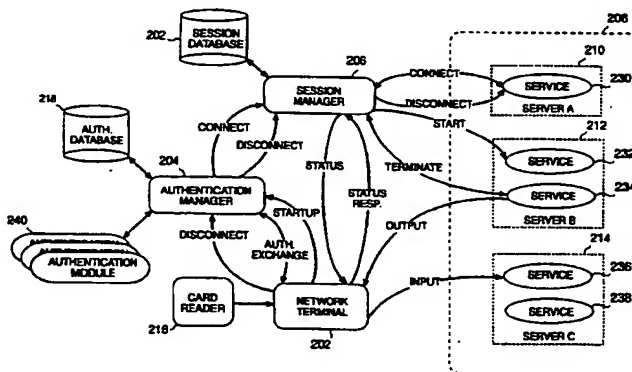 202
SESSION
DATABASE
206
SESSION
MANAGER
208
210
CONNECT
DISCONNECT
SERVICE
230
SERVER A
START
212
SERVICE
232
TERMINATE
SERVICE
234
SERVER B
218
AUTH.
DATABASE
204
CONNECT
DISCONNECT
AUTHENTICATION
MANAGER
STATUS
STATUS
RESP.
OUTPUT
240
AUTHENTICATION
MODULE
DISCONNECT
STARTUP
AUTH.
EXCHANGE
214
INPUT
SERVICE
236
SERVICE
238
SERVER C
CARD
READER
216
NETWORK
TERMINAL
202